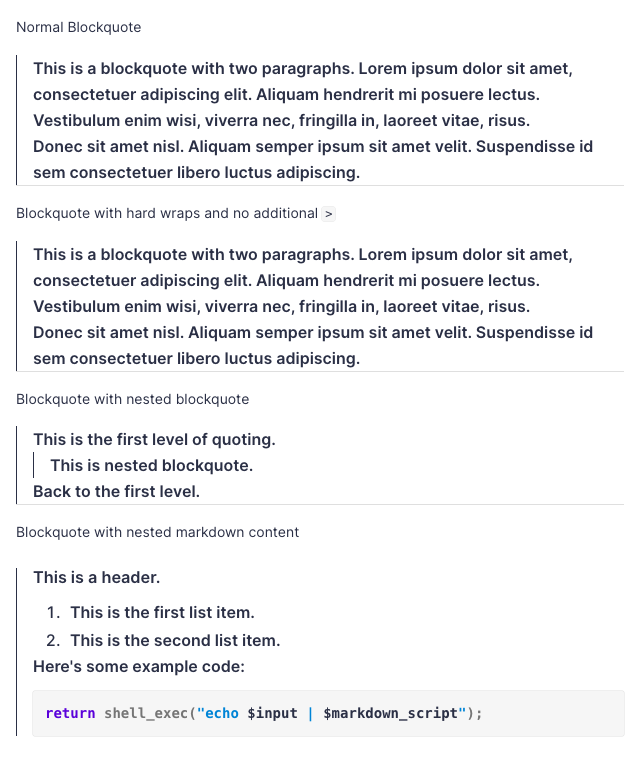 Normal Blockquote
This is a blockquote with two paragraphs. Lorem ipsum dolor sit amet,
consectetuer adipiscing elit. Aliquam hendrerit mi posuere lectus.
Vestibulum enim wisi, viverra nec, fringilla in, laoreet vitae, risus.
Donec sit amet nisl. Aliquam semper ipsum sit amet velit. Suspendisse id
sem consectetuer libero luctus adipiscing.
Blockquote with hard wraps and no additional >
This is a blockquote with two paragraphs. Lorem ipsum dolor sit amet,
consectetuer adipiscing elit. Aliquam hendrerit mi posuere lectus.
Vestibulum enim wisi, viverra nec, fringilla in, laoreet vitae, risus.
Donec sit amet nisl. Aliquam semper ipsum sit amet velit. Suspendisse id
sem consectetuer libero luctus adipiscing.
Blockquote with nested blockquote
This is the first level of quoting.
This is nested blockquote.
Back to the first level.
Blockquote with nested markdown content
This is a header.
1. This is the first list item.
2. This is the second list item.
Here's some example code:
return shell_exec("echo $input | $markdown_script");